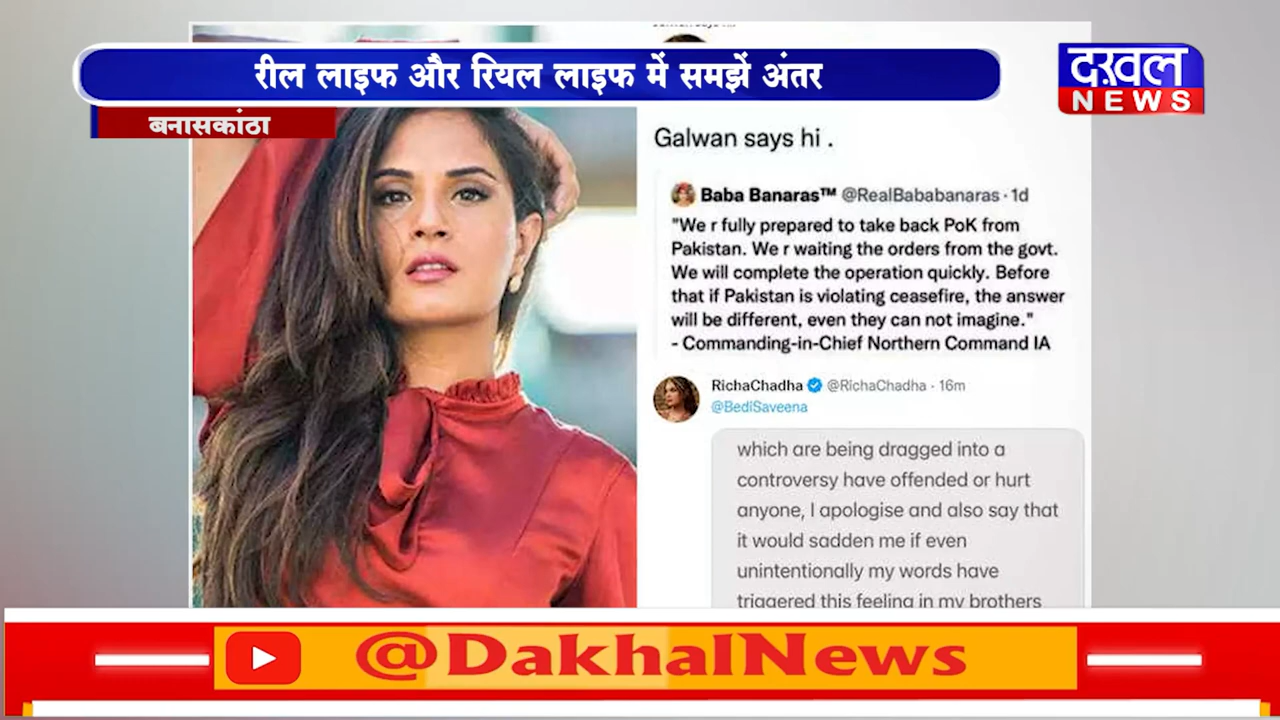 रील लाइफ और रियल लाइफ में समझें अंतर
दख़ल
NEWS
बनासकांठा
Galwan says hi .
Baba Banaras™ @RealBababanaras · 1d
"We r fully prepared to take back PoK from
Pakistan. We r waiting the orders from the govt.
We will complete the operation quickly. Before
that if Pakistan is violating ceasefire, the answer
will be different, even they can not imagine."
- Commanding-in-Chief Northern Command IA
RichaChadha @RichaChadha · 16m
@BediSaveena
which are being dragged into a
controversy have offended or hurt
anyone, I apologise and also say that
it would sadden me if even
unintentionally my words have
triggered this feeling in my brothers
@DakhalNews